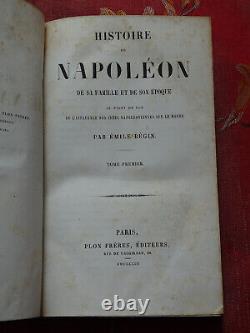 HISTOIRE
DE
NAPOLÉON
DE SA FAMILLE ET DE SON ÉPOQUE
AU POINT DE VUE
DE L'INFLUENCE DES IDÉES NAPOLÉONIENNES SUR LE MONDE
PAR ÉMILE BÉGIN
TOME PREMIER
PARIS,
PLON FRÈRES, ÉDITEURS,
RUE DE VAUGIRARD, 36.